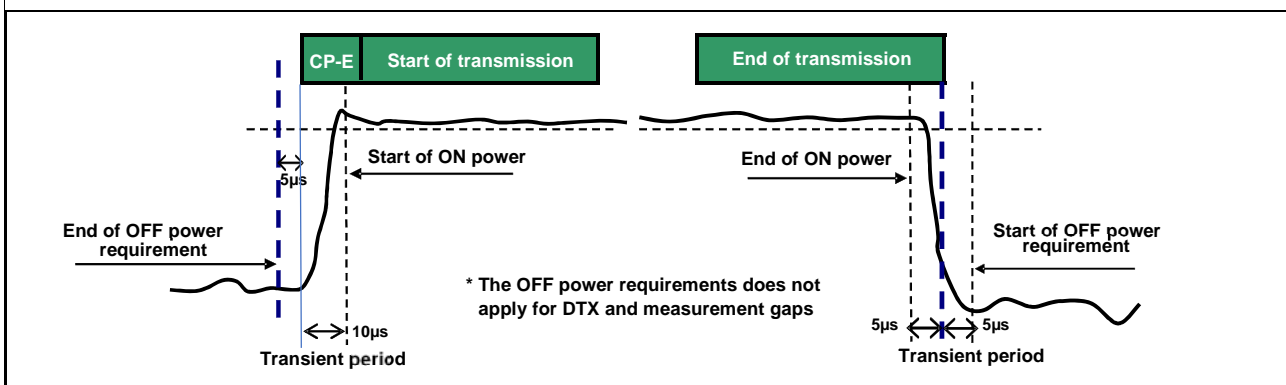 CP-E
Start of transmission
End of transmission
Start of ON power
End of ON power
5µs
End of OFF power
requirement
Start of OFF power
requirement
* The OFF power requirements does not
apply for DTX and measurement gaps
10µs
Transient period
5µs
5µs
Transient period